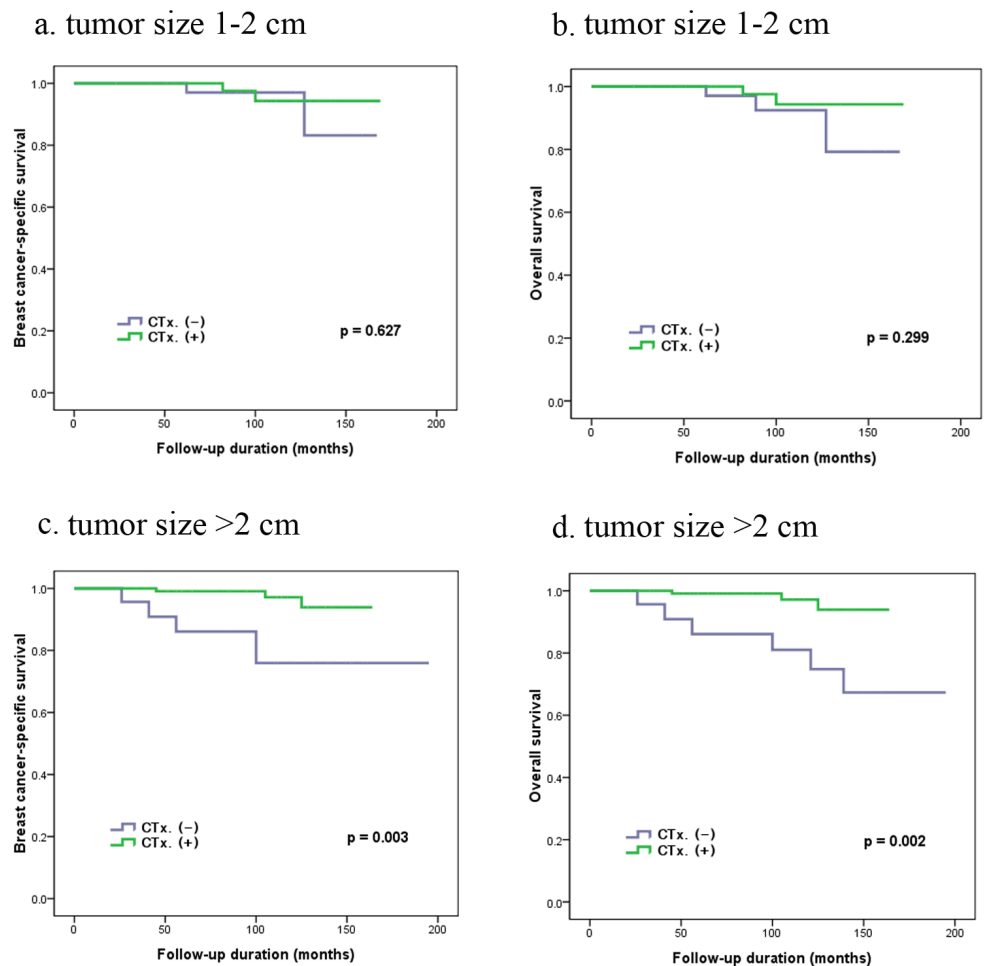 a. tumor size 1-2 cm
Breast cancer-specific survival
1.0
0.8
0.6
0.4
0.2
0.0
CTx. (−)
CTx. (+)
p = 0.627
0 50 100 150 200
Follow-up duration (months)
b. tumor size 1-2 cm
Overall survival
1.0
0.8
0.6
0.4
0.2
0.0
CTx. (−)
CTx. (+)
p = 0.299
0 50 100 150 200
Follow-up duration (months)
c. tumor size >2 cm
Breast cancer-specific survival
1.0
0.8
0.6
0.4
0.2
0.0
CTx. (−)
CTx. (+)
p = 0.003
0 50 100 150 200
Follow-up duration (months)
d. tumor size >2 cm
Overall survival
1.0
0.8
0.6
0.4
0.2
0.0
CTx. (−)
CTx. (+)
p = 0.002
0 50 100 150 200
Follow-up duration (months)